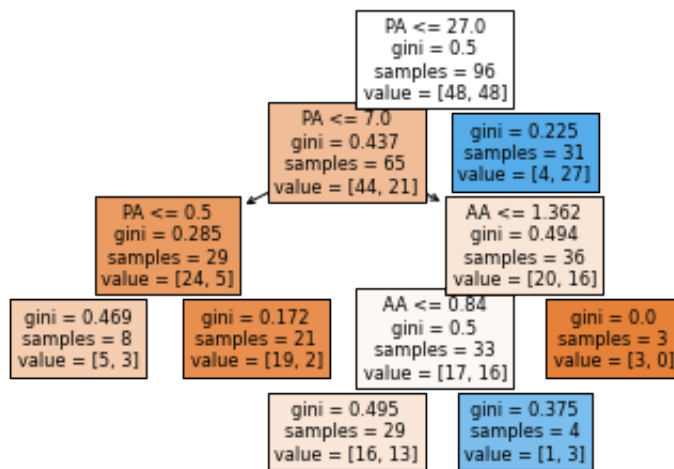 PA <= 27.0
gini = 0.5
samples = 96
value = [48, 48]
PA <= 7.0
gini = 0.437
samples = 65
value = [44, 21]
gini = 0.225
samples = 31
value = [4, 27]
PA <= 0.5
gini = 0.285
samples = 29
value = [24, 5]
AA <= 1.362
gini = 0.494
samples = 36
value = [20, 16]
gini = 0.469
samples = 8
value = [5, 3]
gini = 0.172
samples = 21
value = [19, 2]
AA <= 0.84
gini = 0.5
samples = 33
value = [17, 16]
gini = 0.0
samples = 3
value = [3, 0]
gini = 0.495
samples = 29
value = [16, 13]
gini = 0.375
samples = 4
value = [1, 3]